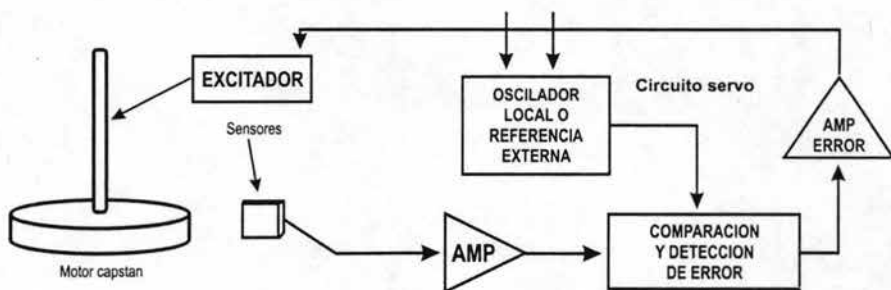 EXCITADOR
Sensores
Motor capstan
AMP
OSCILADOR
LOCAL O
REFERENCIA
EXTERNA
Circuito servo
AMP
ERROR
COMPARACION
Y DETECCION
DE ERROR